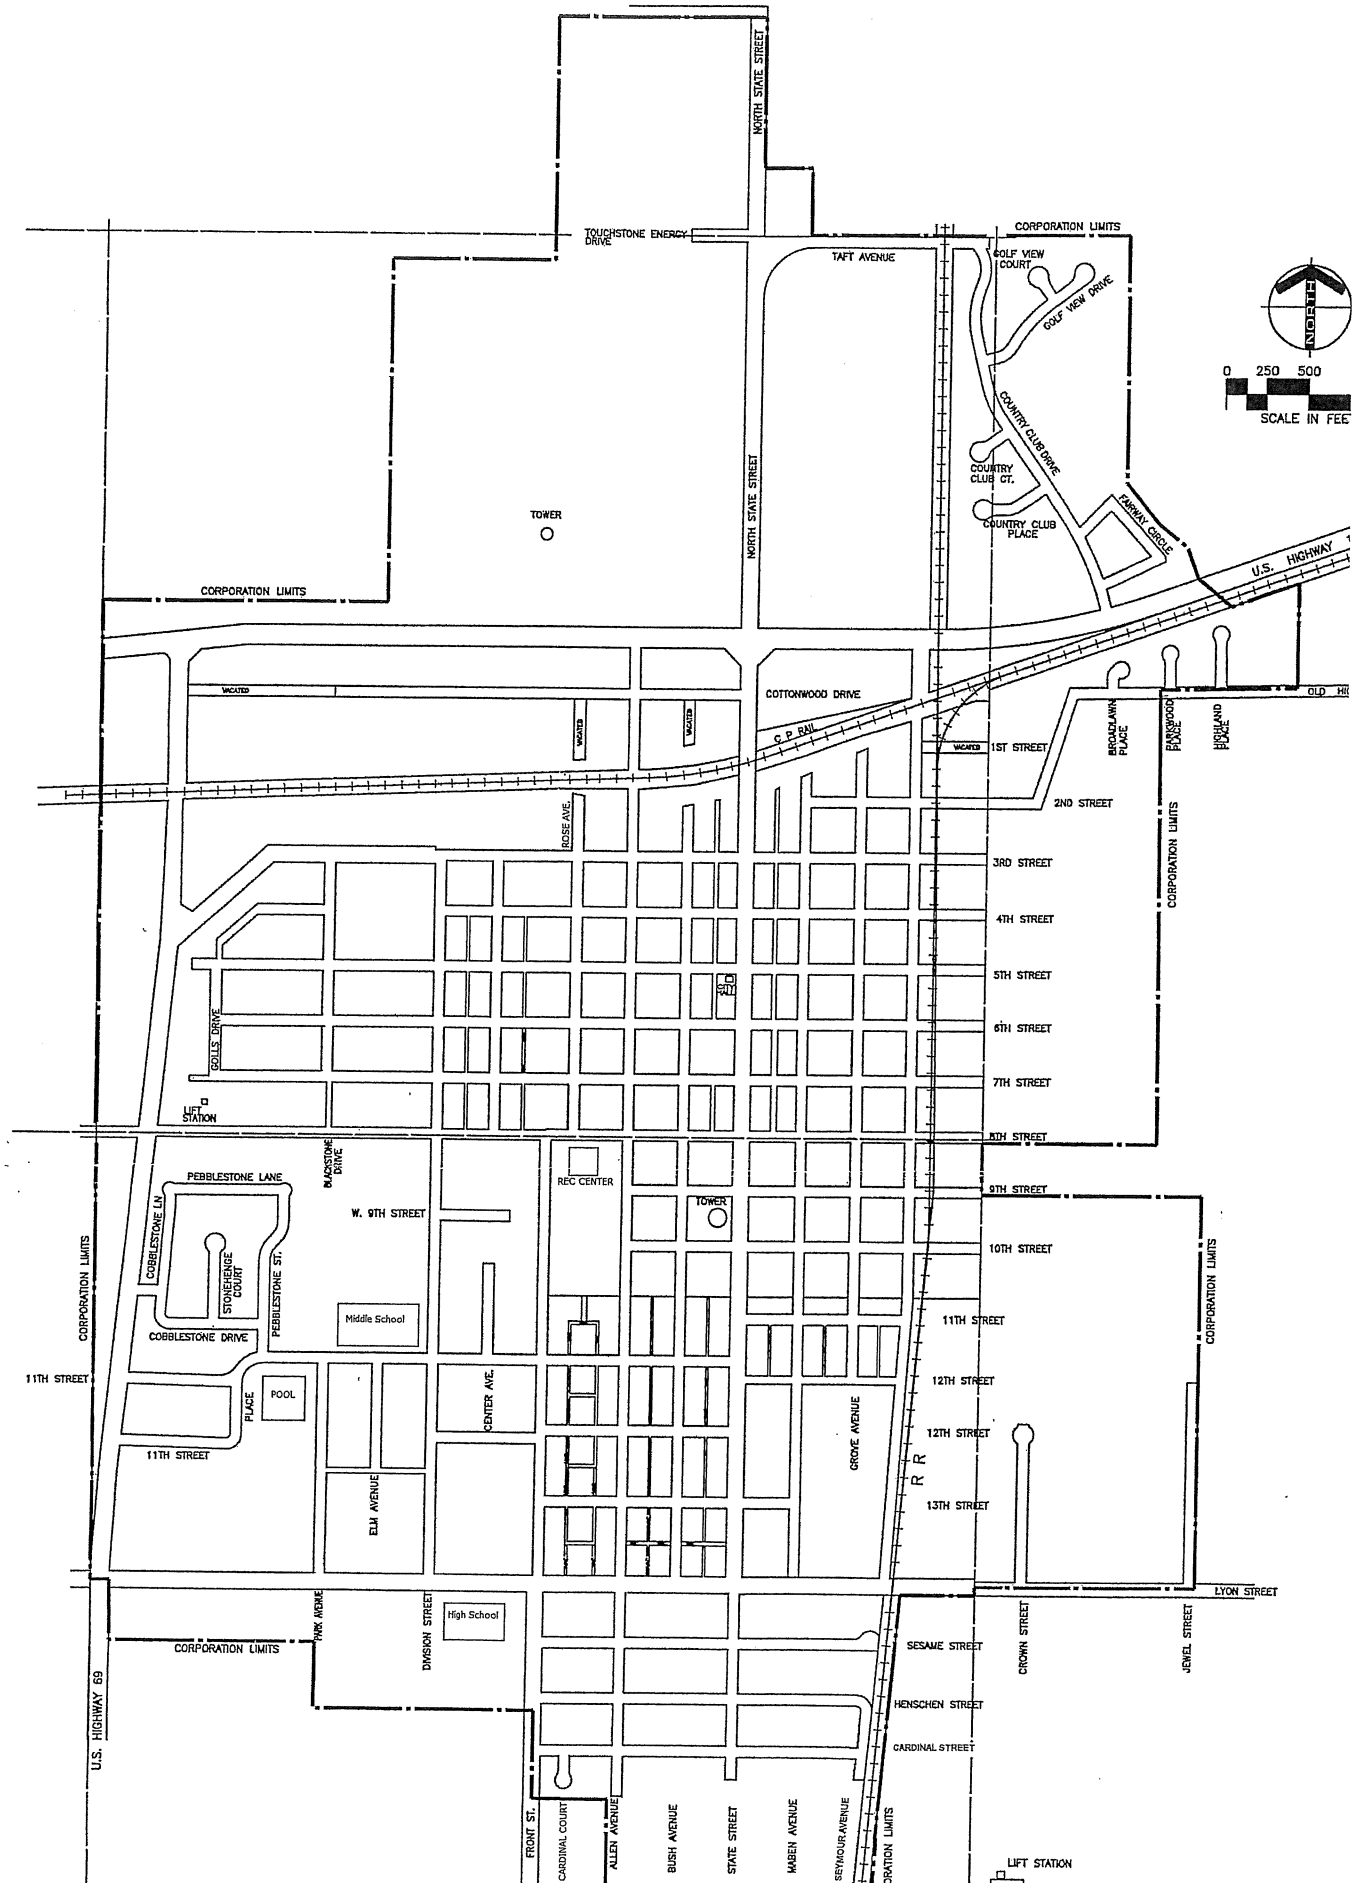 NORTH STATE STREET
CORPORATION LIMITS
TOUCHSTONE ENERGY
DRIVE
TAFT AVENUE
GOLF VIEW
COURT
GOLF VIEW DRIVE
NORTH
0 250 500
SCALE IN FEE
COUNTRY CLUB DRIVE
COUNTRY
CLUB CT.
NORTH STATE STREET
TOWER
COUNTRY CLUB
PLACE
FAIRWAY CIRCLE
U.S. HIGHWAY
CORPORATION LIMITS
VACATED
COTTONWOOD DRIVE
OLD HI
VACATED
VACATED
C P RAIL
VACATED
1ST STREET
BROADLAWN
PLACE
PARKWOOD
PLACE
HIGHLAND
PLACE
2ND STREET
ROSE AVE.
CORPORATION LIMITS
3RD STREET
4TH STREET
5TH STREET
CITY
HALL
6TH STREET
GOLLS DRIVE
7TH STREET
LIFT
STATION
8TH STREET
BLACKSTONE
DRIVE
PEBBLESTONE LANE
REC CENTER
9TH STREET
COBBLESTONE LN
W. 9TH STREET
TOWER
10TH STREET
CORPORATION LIMITS
STONEHENGE
COURT
PEBBLESTONE ST.
CORPORATION LIMITS
Middle School
11TH STREET
COBBLESTONE DRIVE
11TH STREET
12TH STREET
PLACE
POOL
CENTER AVE.
GROVE AVENUE
12TH STREET
11TH STREET
R R
ELM AVENUE
13TH STREET
LYON STREET
PARK AVENUE
DIVISION STREET
High School
CROWN STREET
JEWEL STREET
CORPORATION LIMITS
SESAME STREET
U.S. HIGHWAY 69
HENSCHEN STREET
CARDINAL STREET
FRONT ST.
CARDINAL COURT
ALLEN AVENUE
BUSH AVENUE
STATE STREET
MABEN AVENUE
SEYMOUR AVENUE
ORATION LIMITS
LIFT STATION